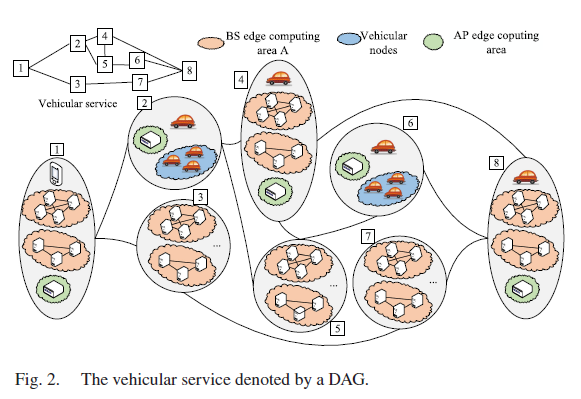 BS edge computing
area A
Vehicular
nodes
AP edge coputing
area
1
2
3
4
5
6
7
8
Vehicular service
1
2
3
4
5
6
7
8
...
...
...
Fig. 2. The vehicular service denoted by a DAG.